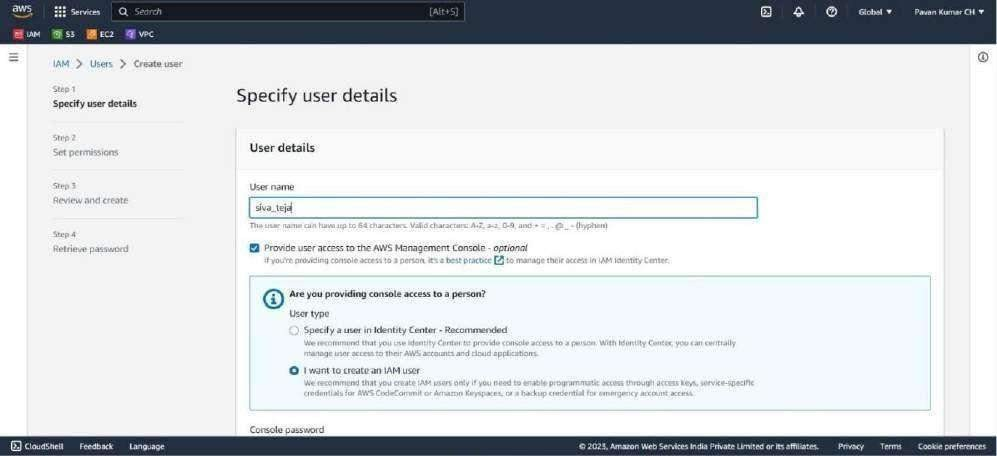 aws
Services
Search
[Alt+S]
Global
Pavan Kumar CH
IAM
S3
EC2
VPC
IAM > Users > Create user
Step 1
Specify user details
Step 2
Set permissions
Step 3
Review and create
Step 4
Retrieve password
Specify user details
User details
User name
siva_teja
The user name can have up to 64 characters. Valid characters: A-Z, a-z, 0-9, and + = , . @ _ - (hyphen)
Provide user access to the AWS Management Console - optional
If you're providing console access to a person, it's a best practice to manage their access in IAM Identity Center.
Are you providing console access to a person?
User type
Specify a user in Identity Center - Recommended
We recommend that you use Identity Center to provide console access to a person. With Identity Center, you can centrally
manage user access to their AWS accounts and cloud applications.
I want to create an IAM user
We recommend that you create IAM users only if you need to enable programmatic access through access keys, service-specific
credentials for AWS CodeCommit or Amazon Keyspaces, or a backup credential for emergency account access.
Console password
CloudShell
Feedback
Language
© 2023, Amazon Web Services India Private Limited or its affiliates.
Privacy
Terms
Cookie preferences